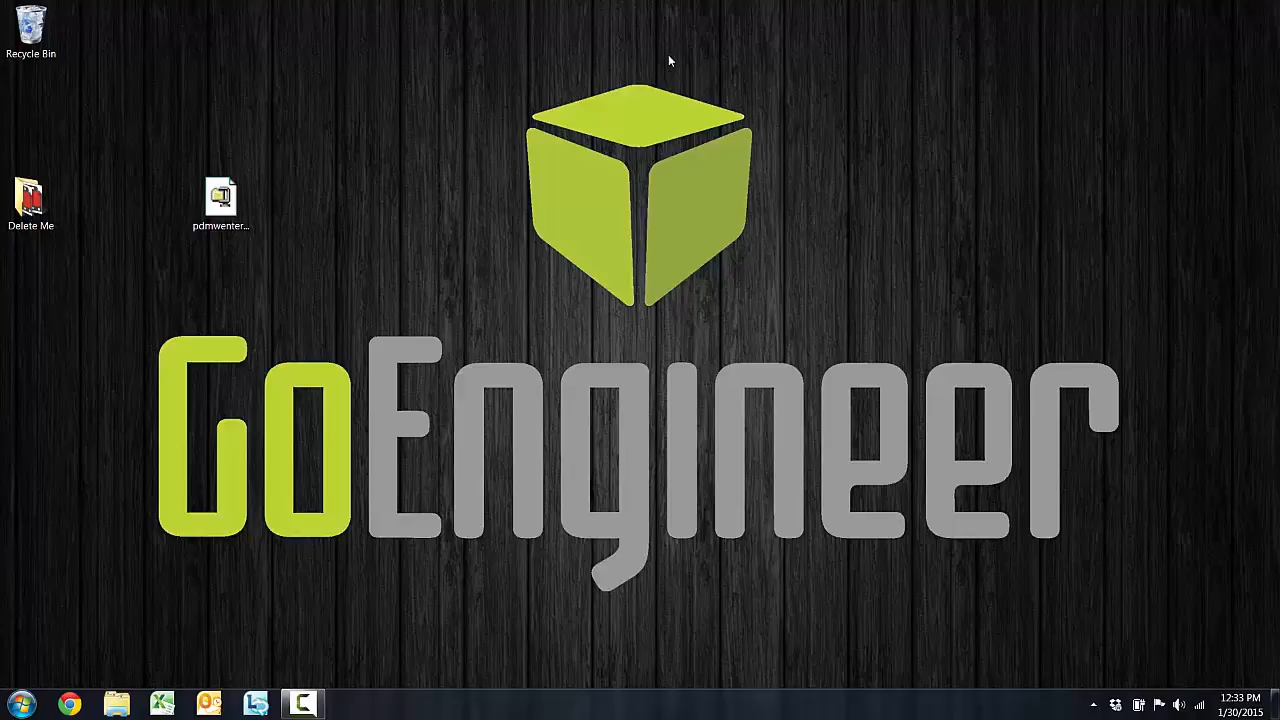 Recycle Bin
Delete Me
pdmwenter...
GoEngineer
12:33 PM
1/30/2015